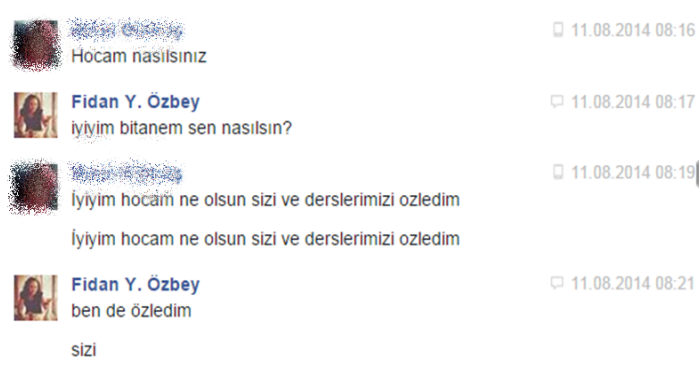 11.08.2014 08:16
Hocam nasılsınız
Fidan Y. Özbey 11.08.2014 08:17
iyiyim bitanem sen nasılsın?
11.08.2014 08:19
İyiyim hocam ne olsun sizi ve derslerimizi ozledim
İyiyim hocam ne olsun sizi ve derslerimizi ozledim
Fidan Y. Özbey 11.08.2014 08:21
ben de özledim
sizi